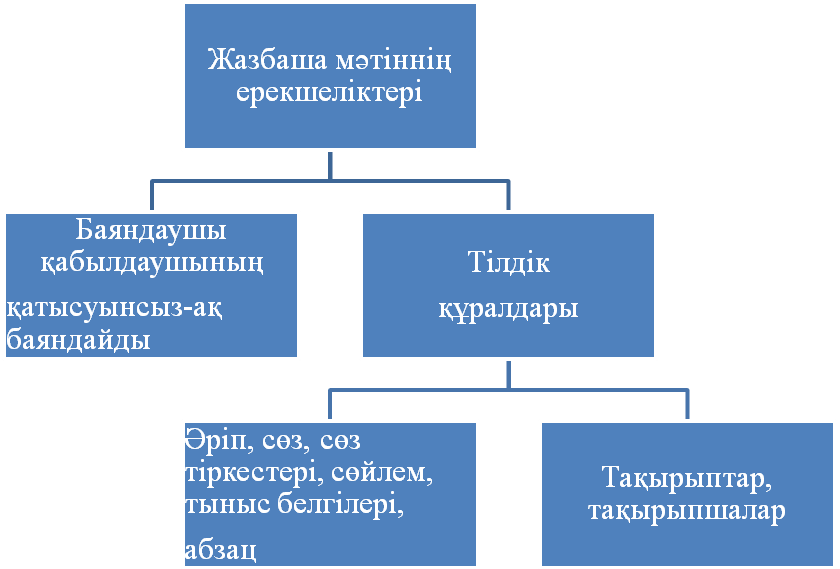 Жазбаша мәтіннің
ерекшеліктері
Баяндаушы
қабылдаушының
қатысуынсыз-ақ
баяндайды
Тілдік
құралдары
Әріп, сөз, сөз
тіркестері, сөйлем,
тыныс белгілері,
абзац
Тақырыптар,
тақырыпшалар